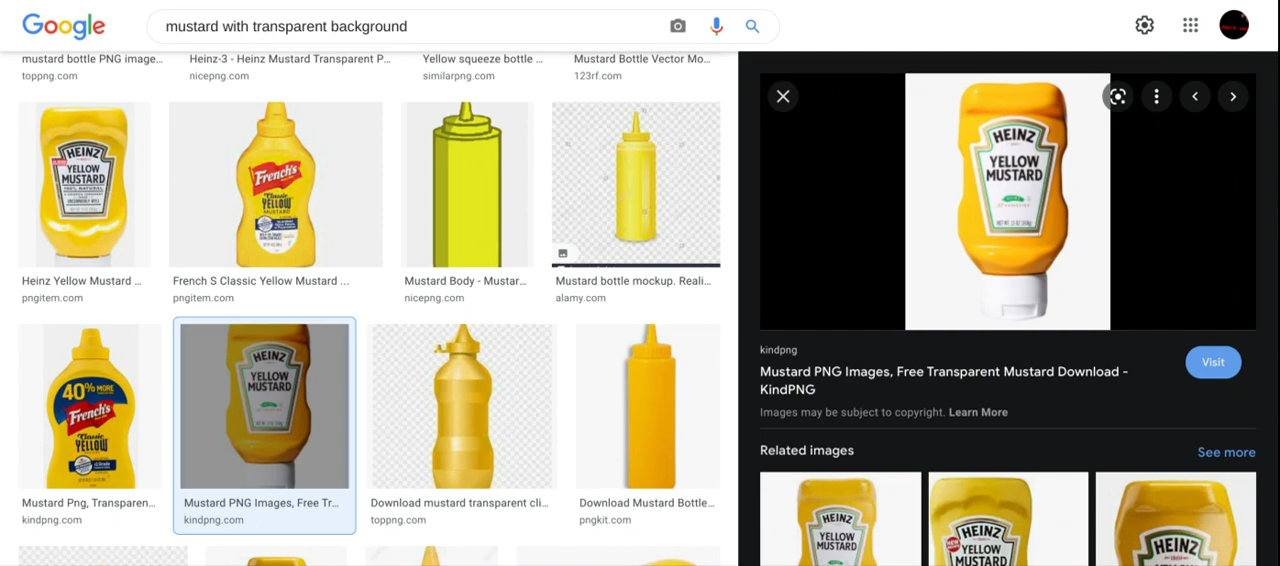 Google
mustard with transparent background
mustard bottle PNG image...
toppng.com
Heinz-3 - Heinz Mustard Transparent P...
nicepng.com
Yellow squeeze bottle ...
similarpng.com
Mustard Bottle Vector Mo...
123rf.com
HEINZ
YELLOW
MUSTARD
100% NATURAL
Heinz Yellow Mustard ...
pngitem.com
French's
Classic
YELLOW
MUSTARD
French S Classic Yellow Mustard ...
pngitem.com
Mustard Body - Mustar...
nicepng.com
Mustard bottle mockup. Reali...
alamy.com
40% MORE
French's
Classic
YELLOW
Mustard Png, Transparen...
kindpng.com
HEINZ
YELLOW
MUSTARD
Mustard PNG Images, Free Tr...
kindpng.com
Download mustard transparent cli...
toppng.com
Download Mustard Bottle...
pngkit.com
HEINZ
YELLOW
MUSTARD
kindpng
Visit
Mustard PNG Images, Free Transparent Mustard Download -
KindPNG
Images may be subject to copyright. Learn More
Related images
See more
HEINZ
YELLOW
MUSTARD
HEINZ
YELLOW
MUSTARD
HEINZ